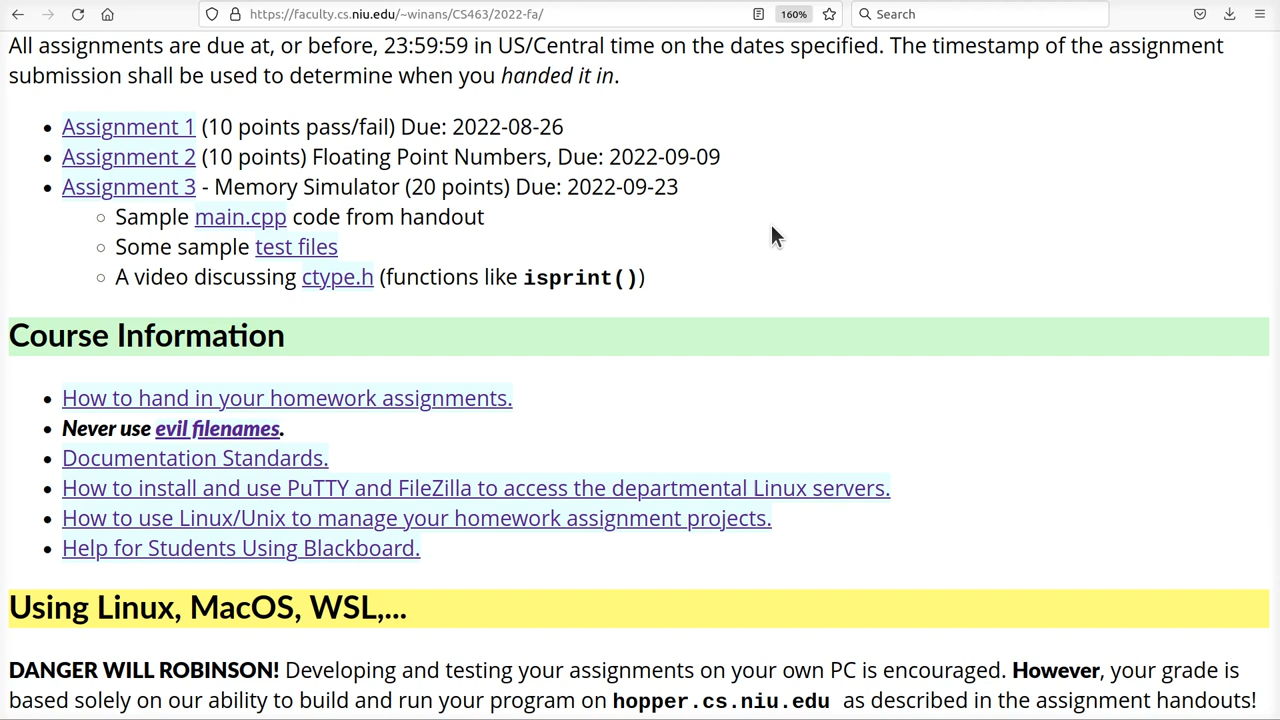 https://faculty.cs.niu.edu/~winans/CS463/2022-fa/
160%
Search
All assignments are due at, or before, 23:59:59 in US/Central time on the dates specified. The timestamp of the assignment
submission shall be used to determine when you handed it in.
• Assignment 1 (10 points pass/fail) Due: 2022-08-26
• Assignment 2 (10 points) Floating Point Numbers, Due: 2022-09-09
• Assignment 3 - Memory Simulator (20 points) Due: 2022-09-23
◦ Sample main.cpp code from handout
◦ Some sample test files
◦ A video discussing ctype.h (functions like isprint())
Course Information
• How to hand in your homework assignments.
• Never use evil filenames.
• Documentation Standards.
• How to install and use PuTTY and FileZilla to access the departmental Linux servers.
• How to use Linux/Unix to manage your homework assignment projects.
• Help for Students Using Blackboard.
Using Linux, MacOS, WSL,...
DANGER WILL ROBINSON! Developing and testing your assignments on your own PC is encouraged. However, your grade is
based solely on our ability to build and run your program on hopper.cs.niu.edu as described in the assignment handouts!